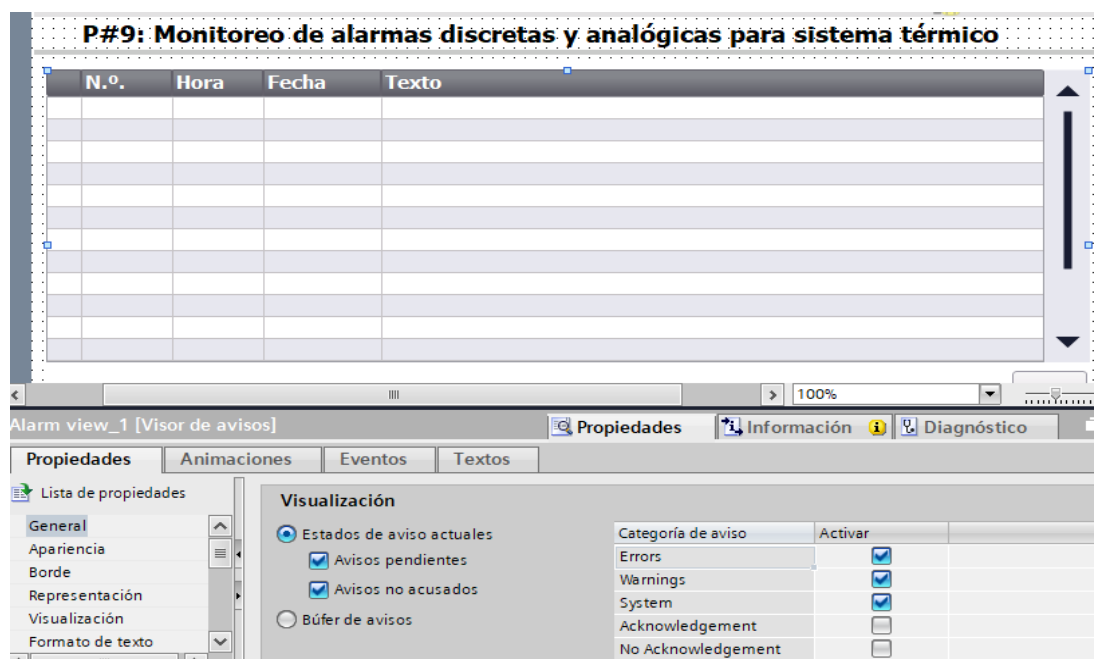 P#9: Monitoreo de alarmas discretas y analógicas para sistema térmico
N.º. Hora Fecha Texto
100%
Alarm view_1 [Visor de avisos] Propiedades Información Diagnóstico
Propiedades Animaciones Eventos Textos
Lista de propiedades
General
Apariencia
Borde
Representación
Visualización
Formato de texto
Visualización
Estados de aviso actuales
Avisos pendientes
Avisos no acusados
Búfer de avisos
Categoría de aviso Activar
Errors
Warnings
System
Acknowledgement
No Acknowledgement